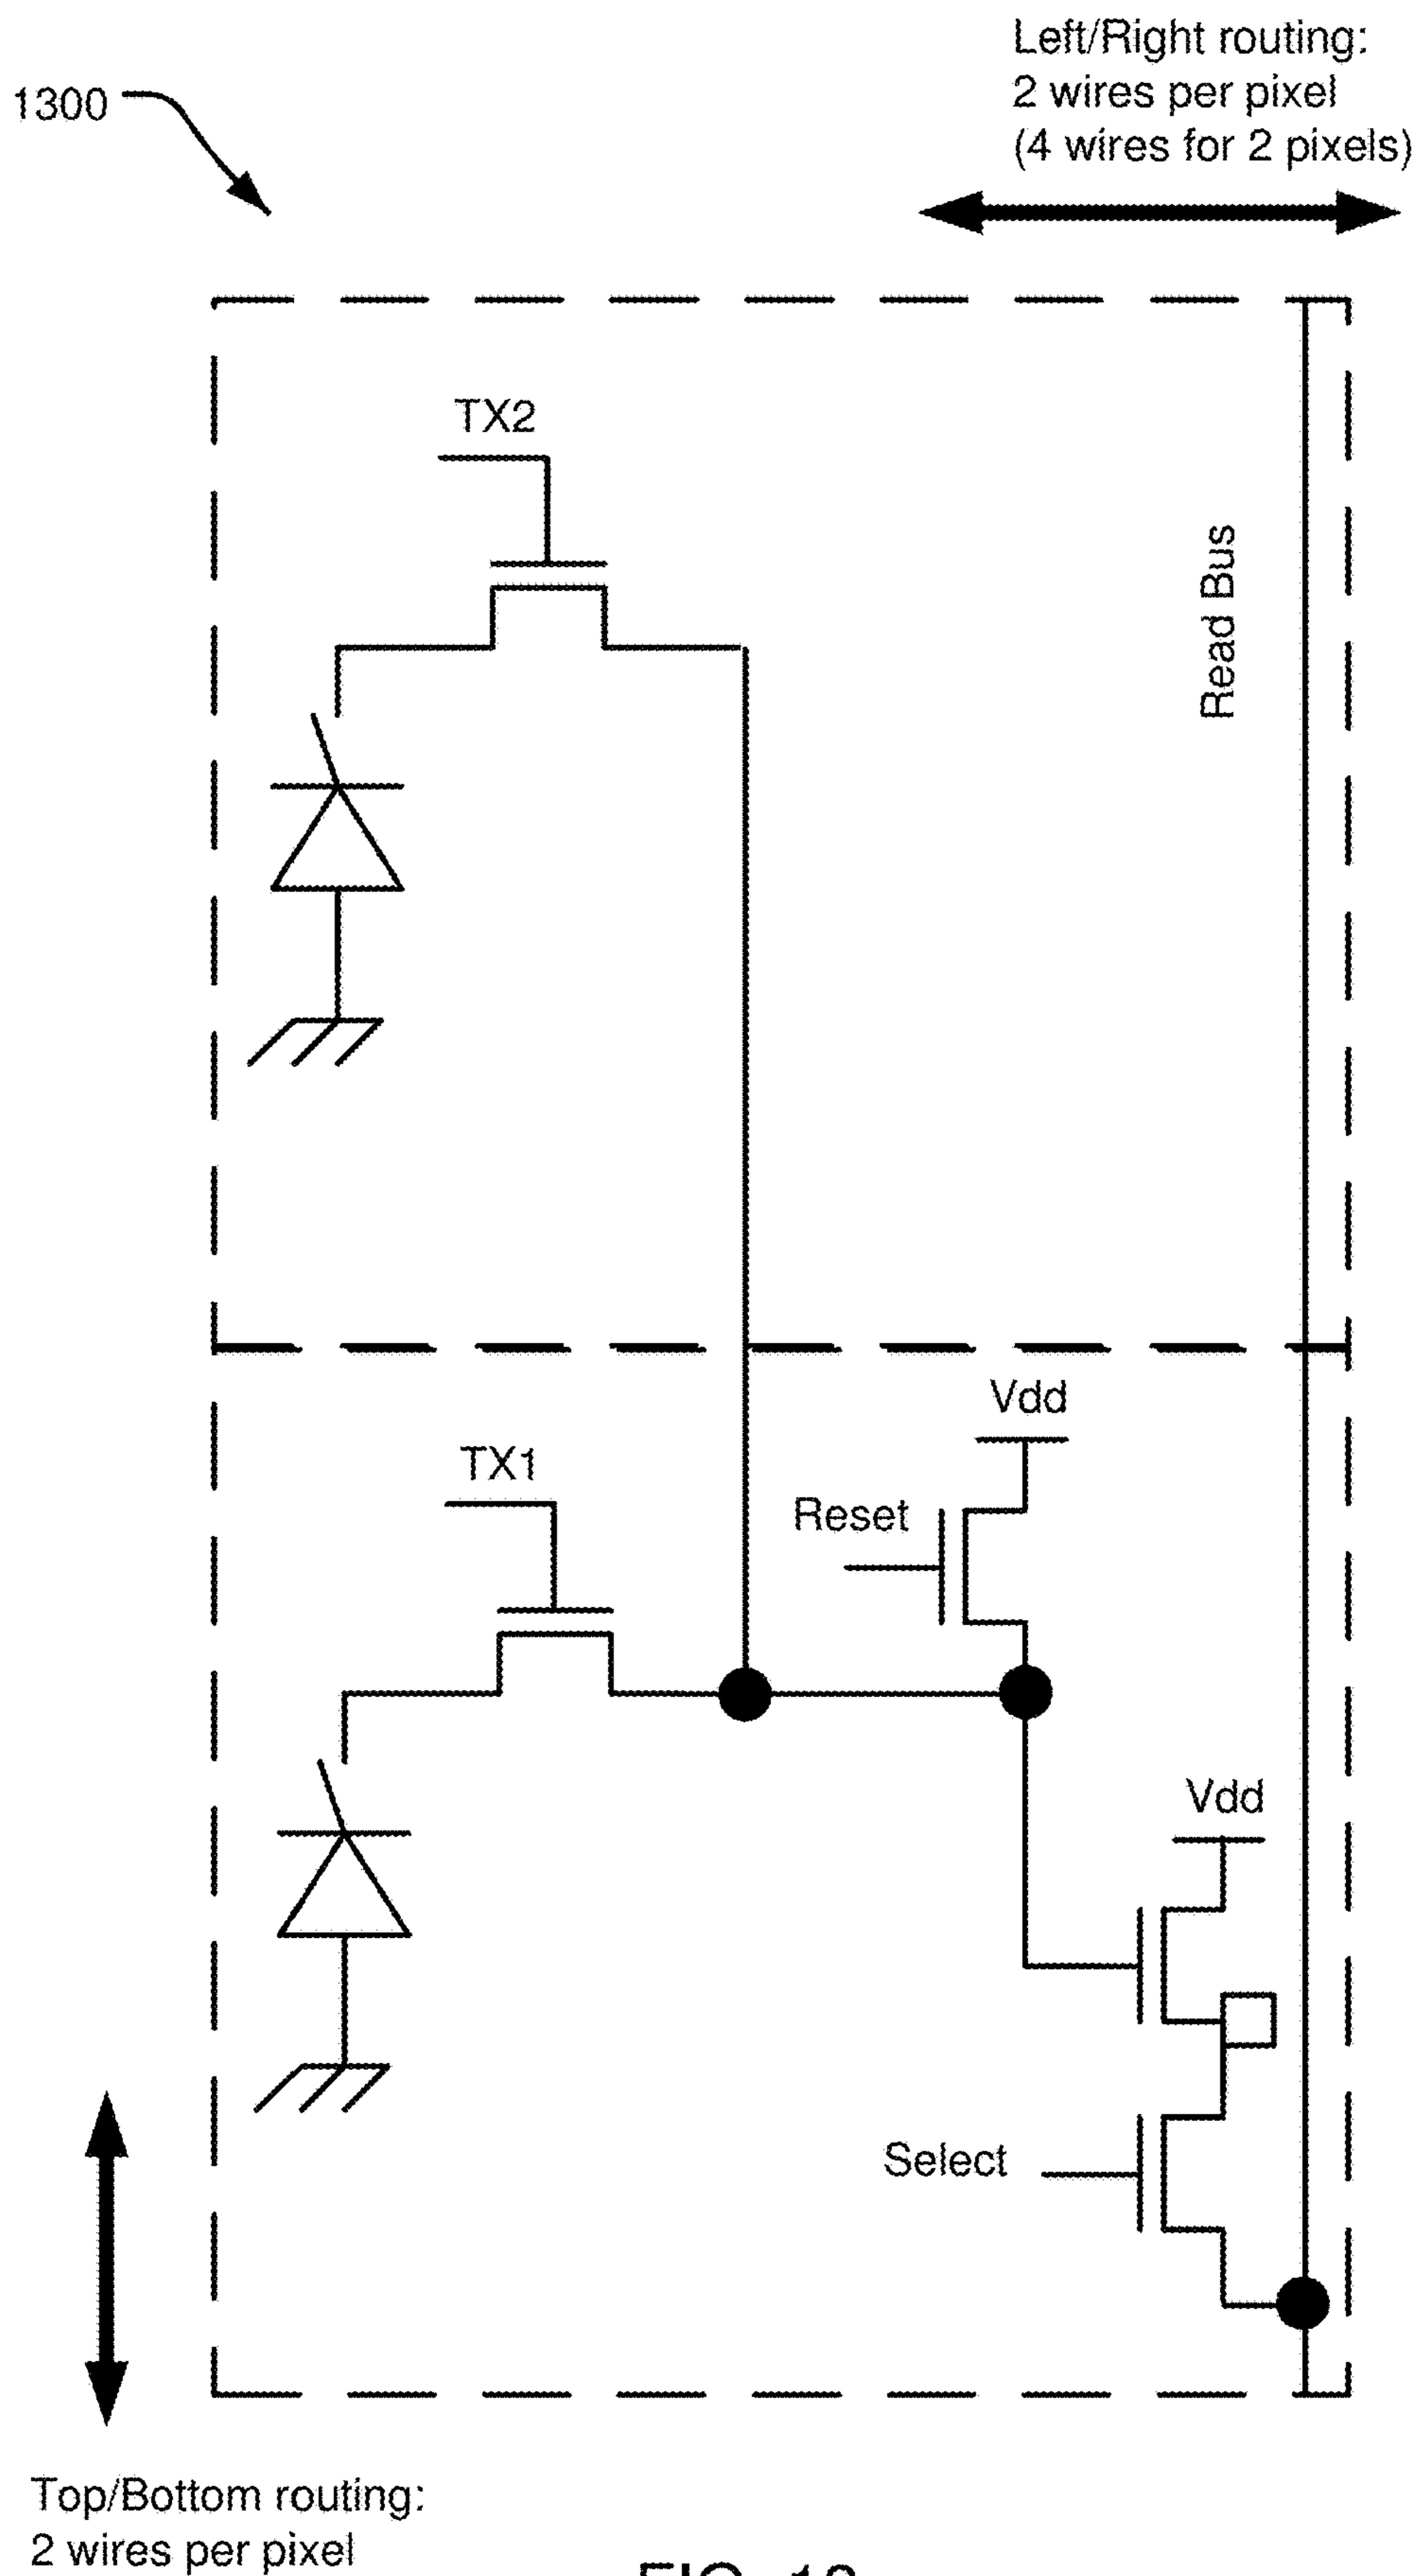 1300
Left/Right routing:
2 wires per pixel
(4 wires for 2 pixels)
TX2
Read Bus
Vdd
TX1
Reset
Vdd
Select
Top/Bottom routing:
2 wires per pixel